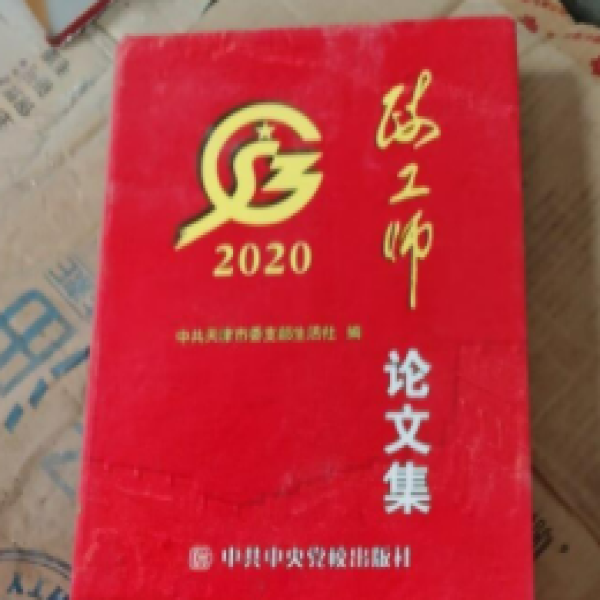 政工师
论文集
2020
中共天津市委支部生活社 编
中共中央党校出版社